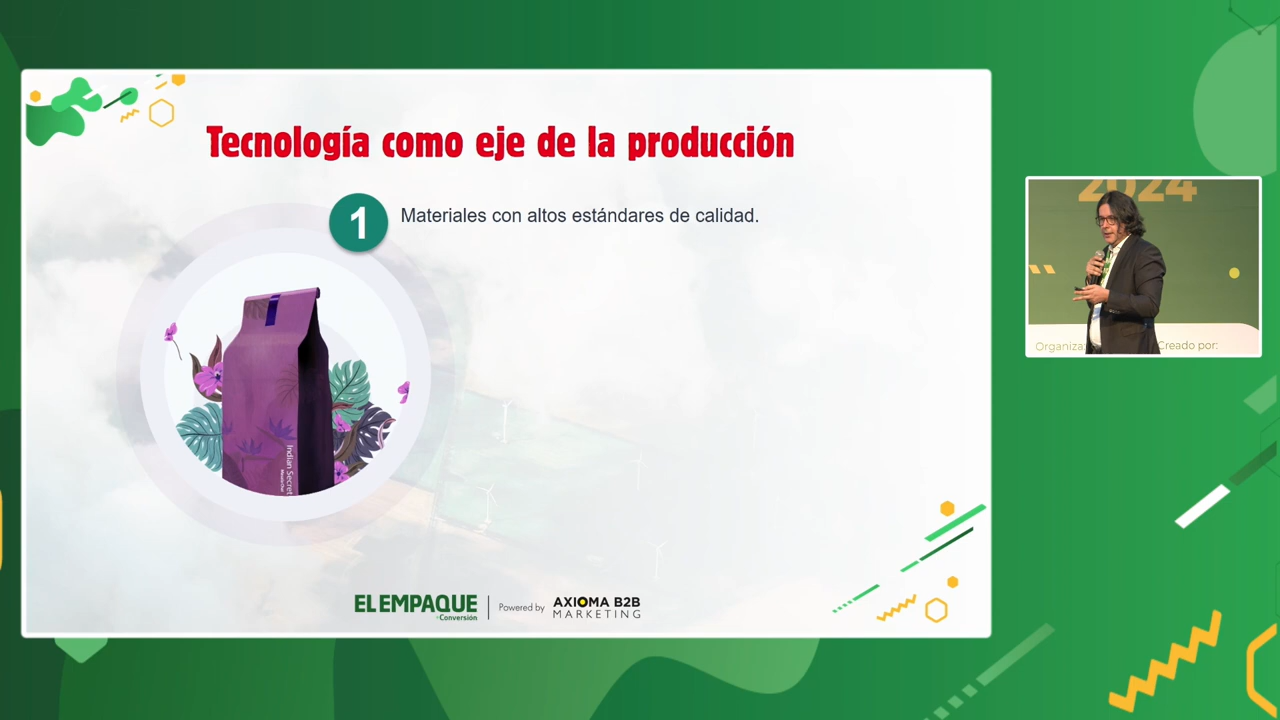 Tecnología como eje de la producción
1
Materiales con altos estándares de calidad.
Indian Secret
EL EMPAQUE
+Conversión
Powered by
AXIOMA B2B
MARKETING
2024
Organiza
Creado por: